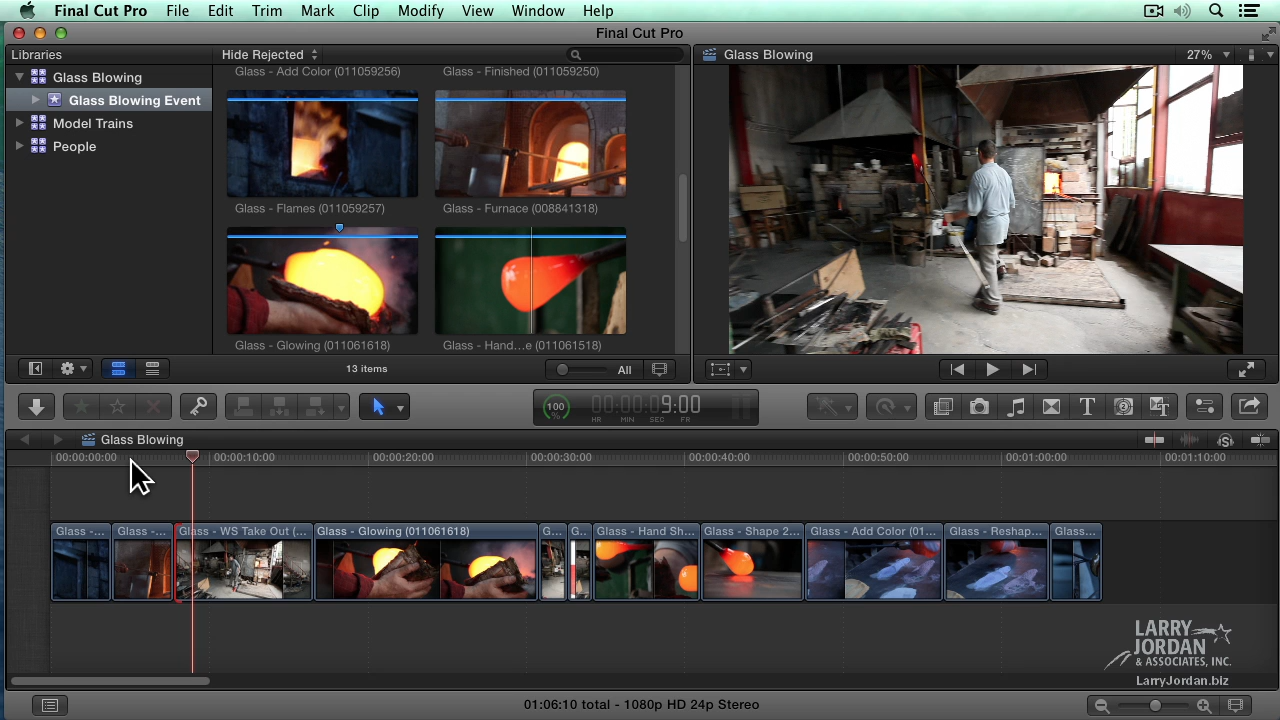 Final Cut Pro File Edit Trim Mark Clip Modify View Window Help
Final Cut Pro
Libraries
Hide Rejected
Glass Blowing
27%
Glass Blowing
Glass Blowing Event
Model Trains
People
Glass - Add Color (011059256)
Glass - Finished (011059250)
Glass - Flames (011059257)
Glass - Furnace (008841318)
Glass - Glowing (011061618)
Glass - Hand...e (011061518)
13 items
All
100
%
00:00:09:00
HR MIN SEC FR
Glass Blowing
00:00:00:00 00:00:10:00 00:00:20:00 00:00:30:00 00:00:40:00 00:00:50:00 00:01:00:00 00:01:10:00
Glass -... Glass -... Glass - WS Take Out (... Glass - Glowing (011061618) G... G... Glass - Hand Sh... Glass - Shape 2... Glass - Add Color (01... Glass - Reshap... Glass...
LARRY
JORDAN
& ASSOCIATES, INC.
LarryJordan.biz
01:06:10 total - 1080p HD 24p Stereo